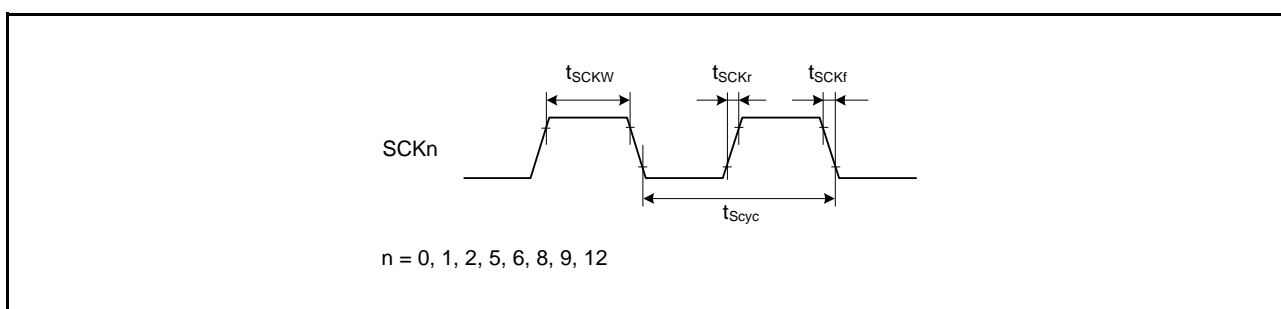 tSCKW tSCKr tSCKf
SCKn
tScyc
n = 0, 1, 2, 5, 6, 8, 9, 12